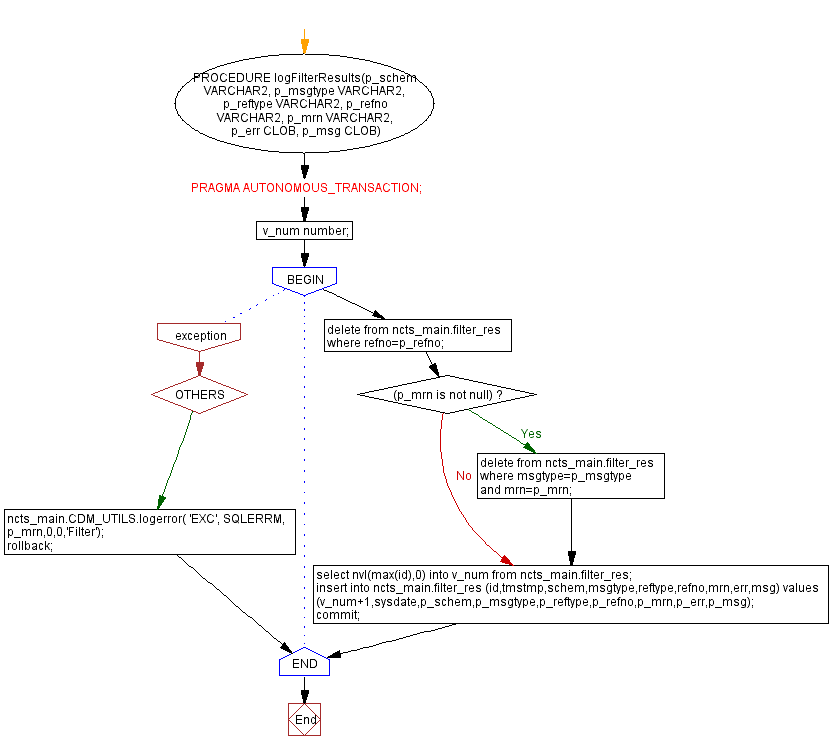 PROCEDURE logFilterResults(p_schem
VARCHAR2, p_msgtype VARCHAR2,
p_reftype VARCHAR2, p_refno
VARCHAR2, p_mrn VARCHAR2,
p_err CLOB, p_msg CLOB)
PRAGMA AUTONOMOUS_TRANSACTION;
v_num number;
BEGIN
exception
delete from ncts_main.filter_res
where refno=p_refno;
OTHERS
(p_mrn is not null) ?
Yes
No
delete from ncts_main.filter_res
where msgtype=p_msgtype
and mrn=p_mrn;
ncts_main.CDM_UTILS.logerror( 'EXC', SQLERRM,
p_mrn,0,0,'Filter');
rollback;
select nvl(max(id),0) into v_num from ncts_main.filter_res;
insert into ncts_main.filter_res (id,tmstmp,schem,msgtype,reftype,refno,mrn,err,msg) values
(v_num+1,sysdate,p_schem,p_msgtype,p_reftype,p_refno,p_mrn,p_err,p_msg);
commit;
END
End